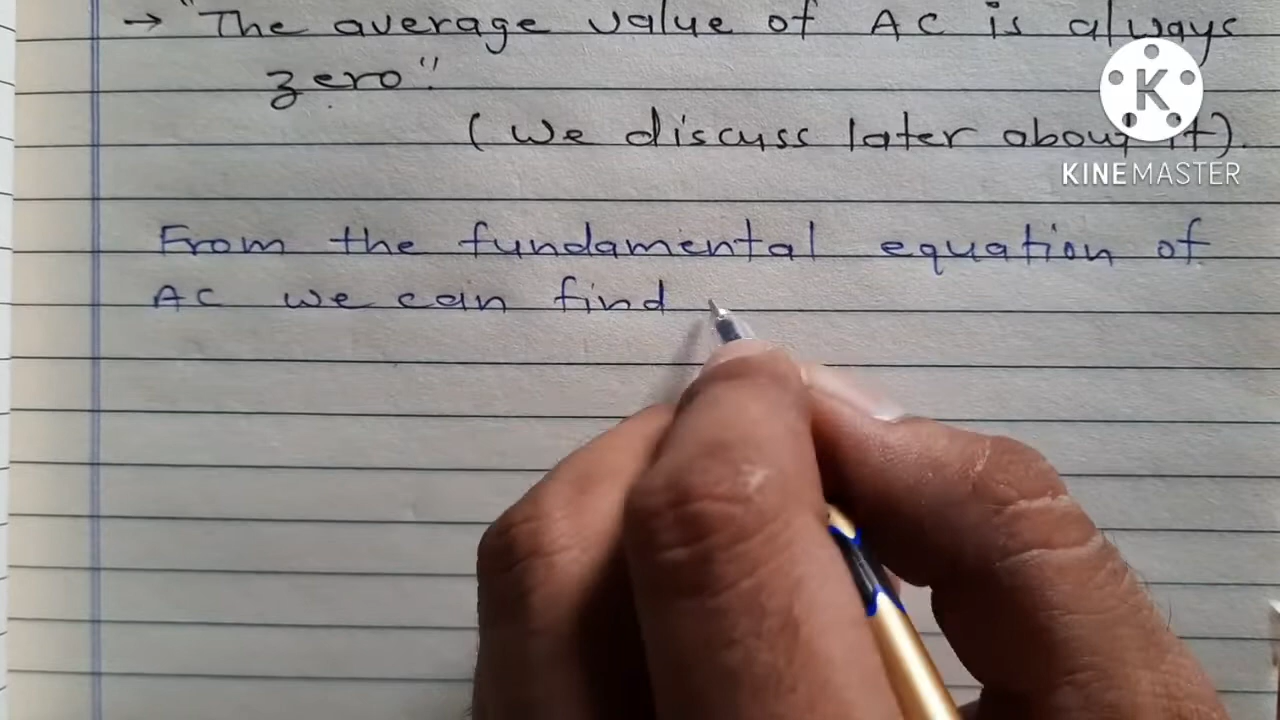 → "The average value of AC is always
zero".
(We discuss later about it).
K
KINEMASTER
From the fundamental equation of
AC we can find